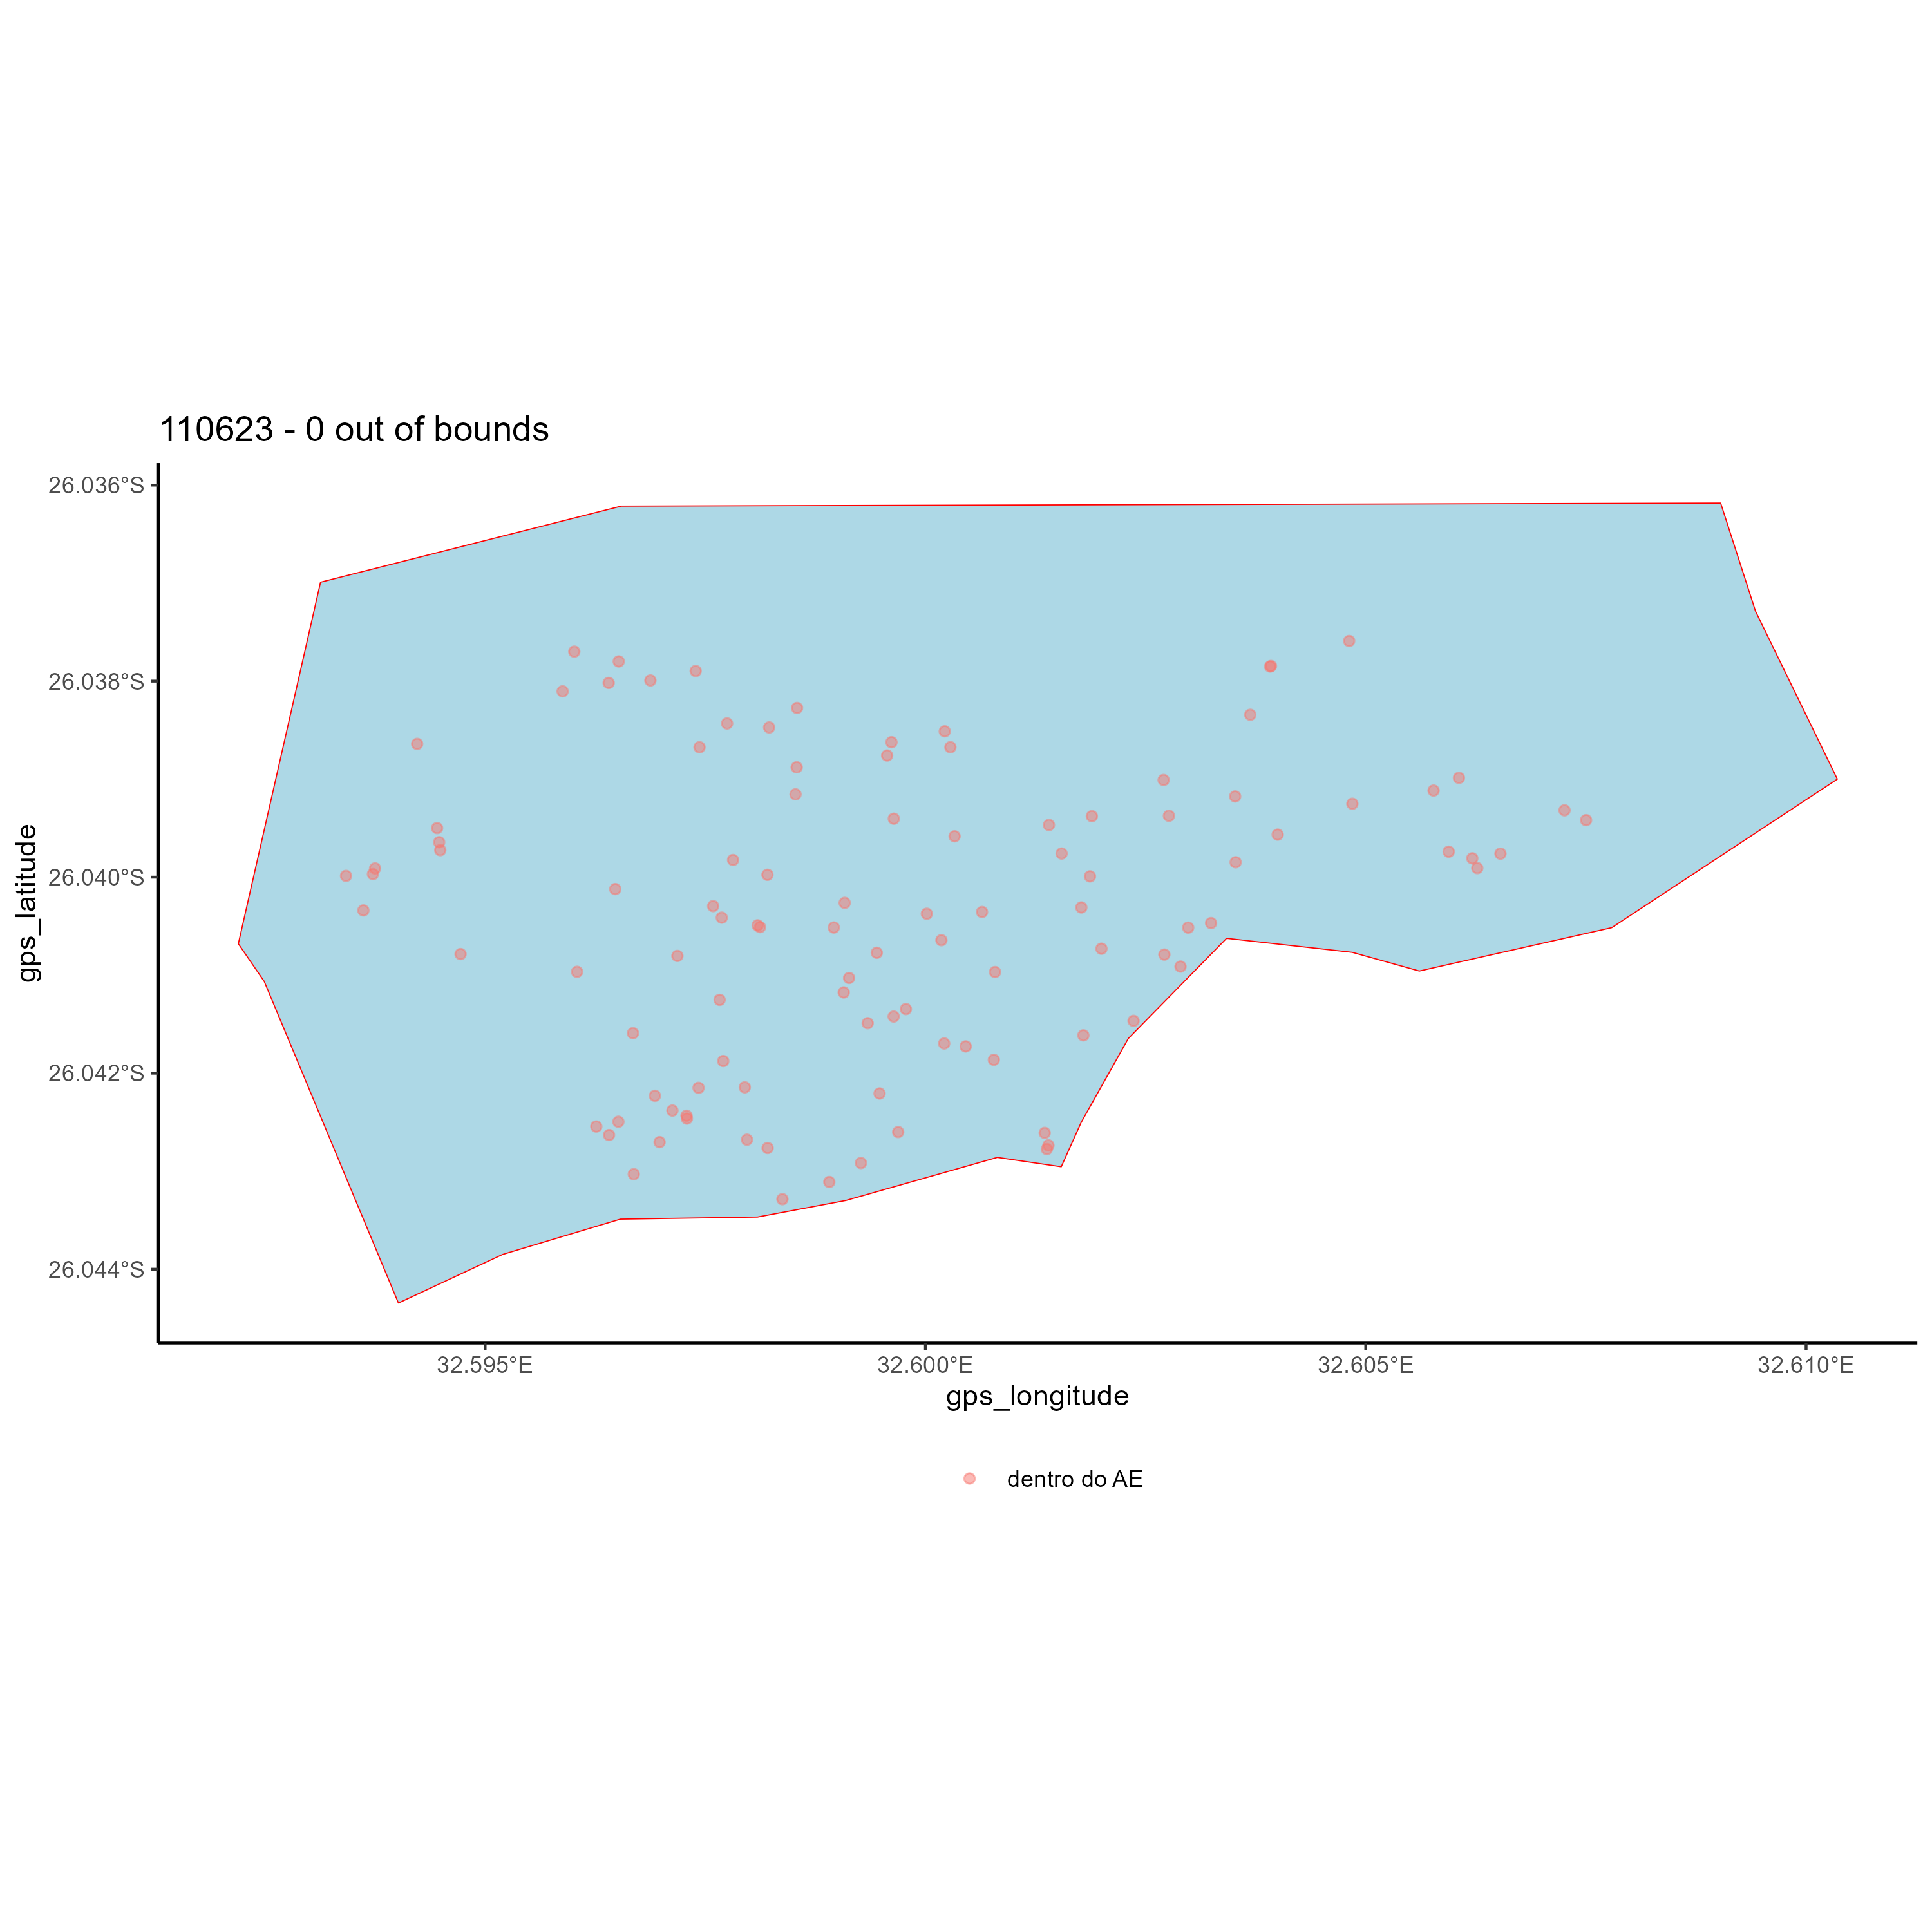 110623 - 0 out of bounds
26.036°S
26.038°S
26.040°S
26.042°S
26.044°S
gps_latitude
32.595°E
32.600°E
32.605°E
32.610°E
gps_longitude
dentro do AE